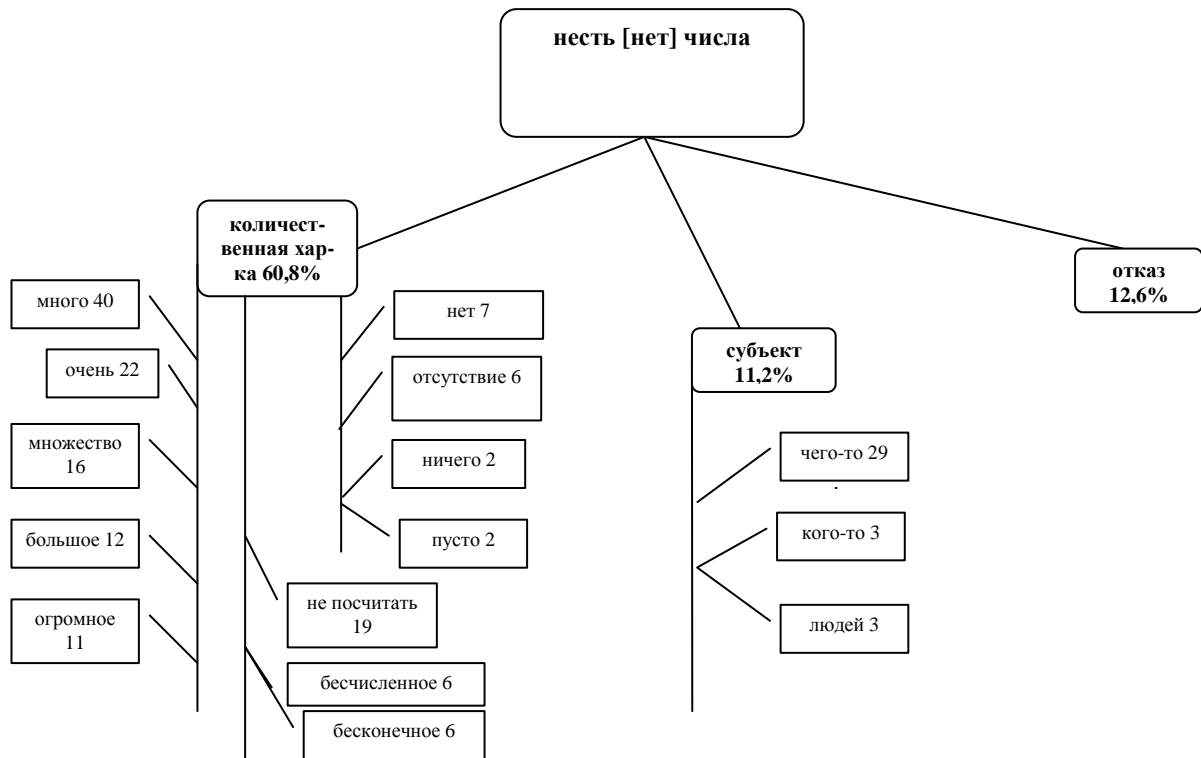 несть [нет] числа
количест-
венная хар-
ка 60,8%
отказ
12,6%
субъект
11,2%
много 40
очень 22
множество
16
большое 12
огромное
11
не посчитать
19
бесчисленное 6
бесконечное 6
нет 7
отсутствие 6
ничего 2
пусто 2
чего-то 29
.
кого-то 3
людей 3